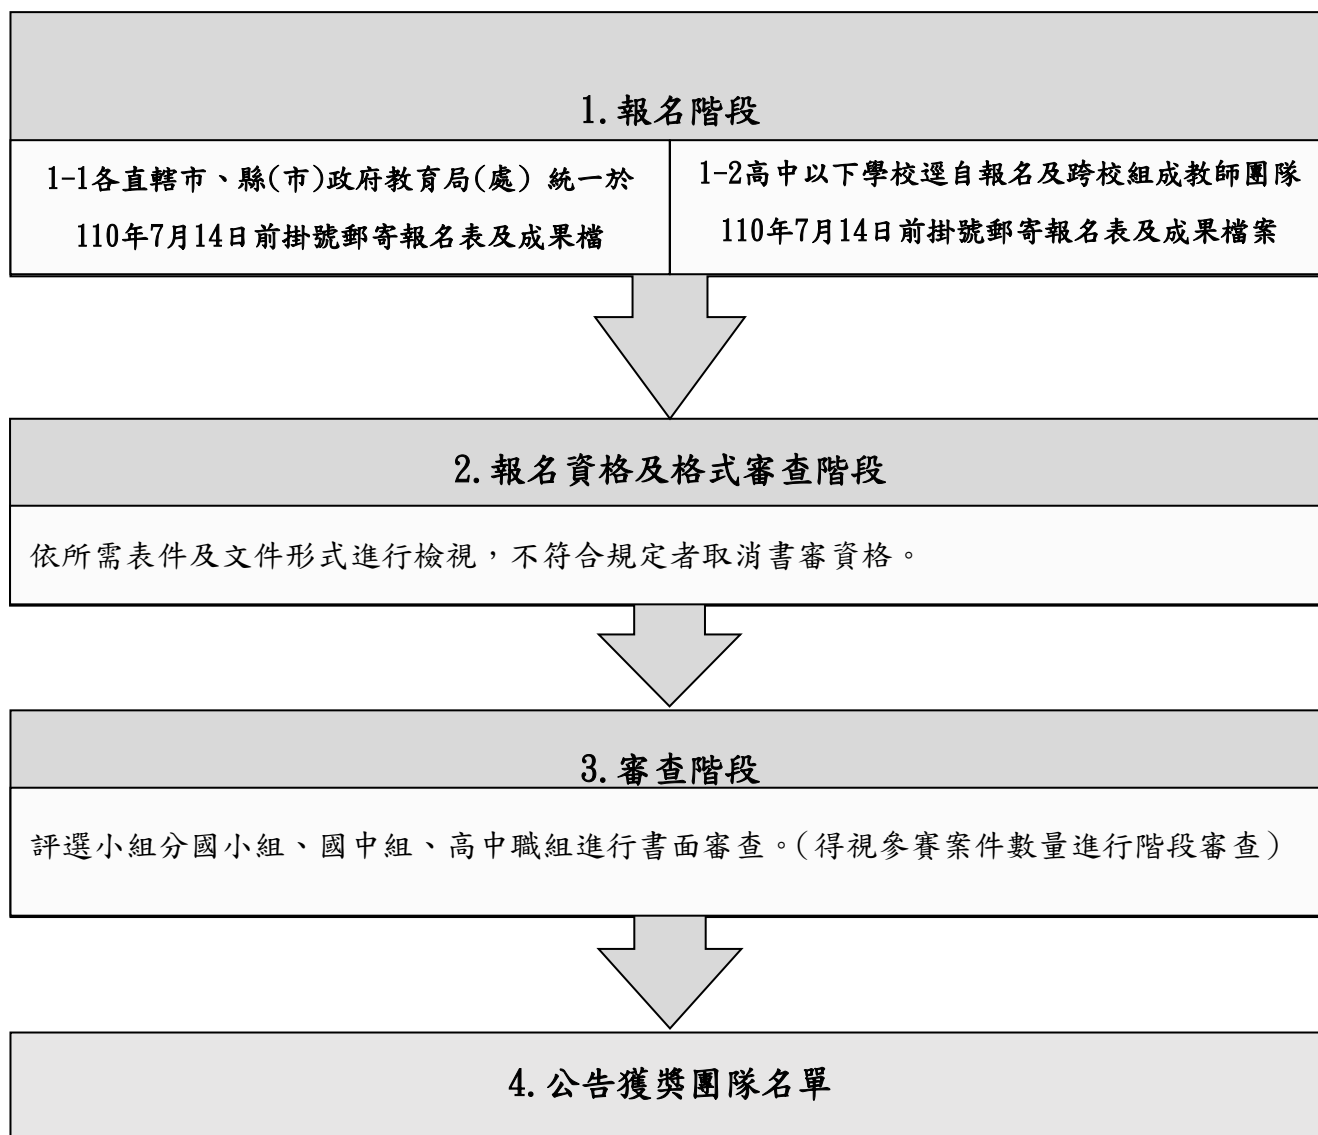 1.報名階段
1-1各直轄市、縣(市)政府教育局(處) 統一於
110年7月14日前掛號郵寄報名表及成果檔
1-2高中以下學校逕自報名及跨校組成教師團隊
110年7月14日前掛號郵寄報名表及成果檔案
2.報名資格及格式審查階段
依所需表件及文件形式進行檢視，不符合規定者取消書審資格。
3.審查階段
評選小組分國小組、國中組、高中職組進行書面審查。(得視參賽案件數量進行階段審查)
4.公告獲獎團隊名單